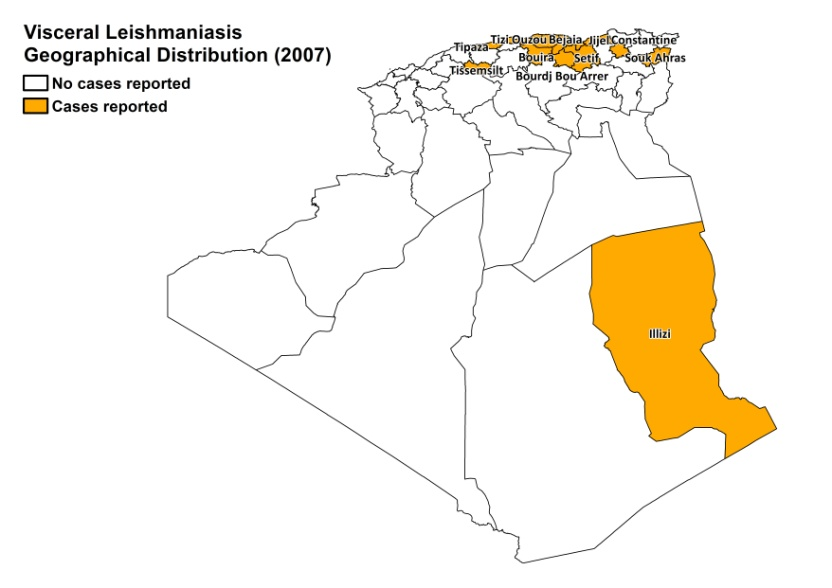 Visceral Leishmaniasis
Geographical Distribution (2007)
No cases reported
Cases reported
Tizi Ouzou Bejaia Jijel Constantine
Tipaza
Bouira Setif Souk Ahras
Tissemsilt
Bourdj Bou Arrer
Illizi